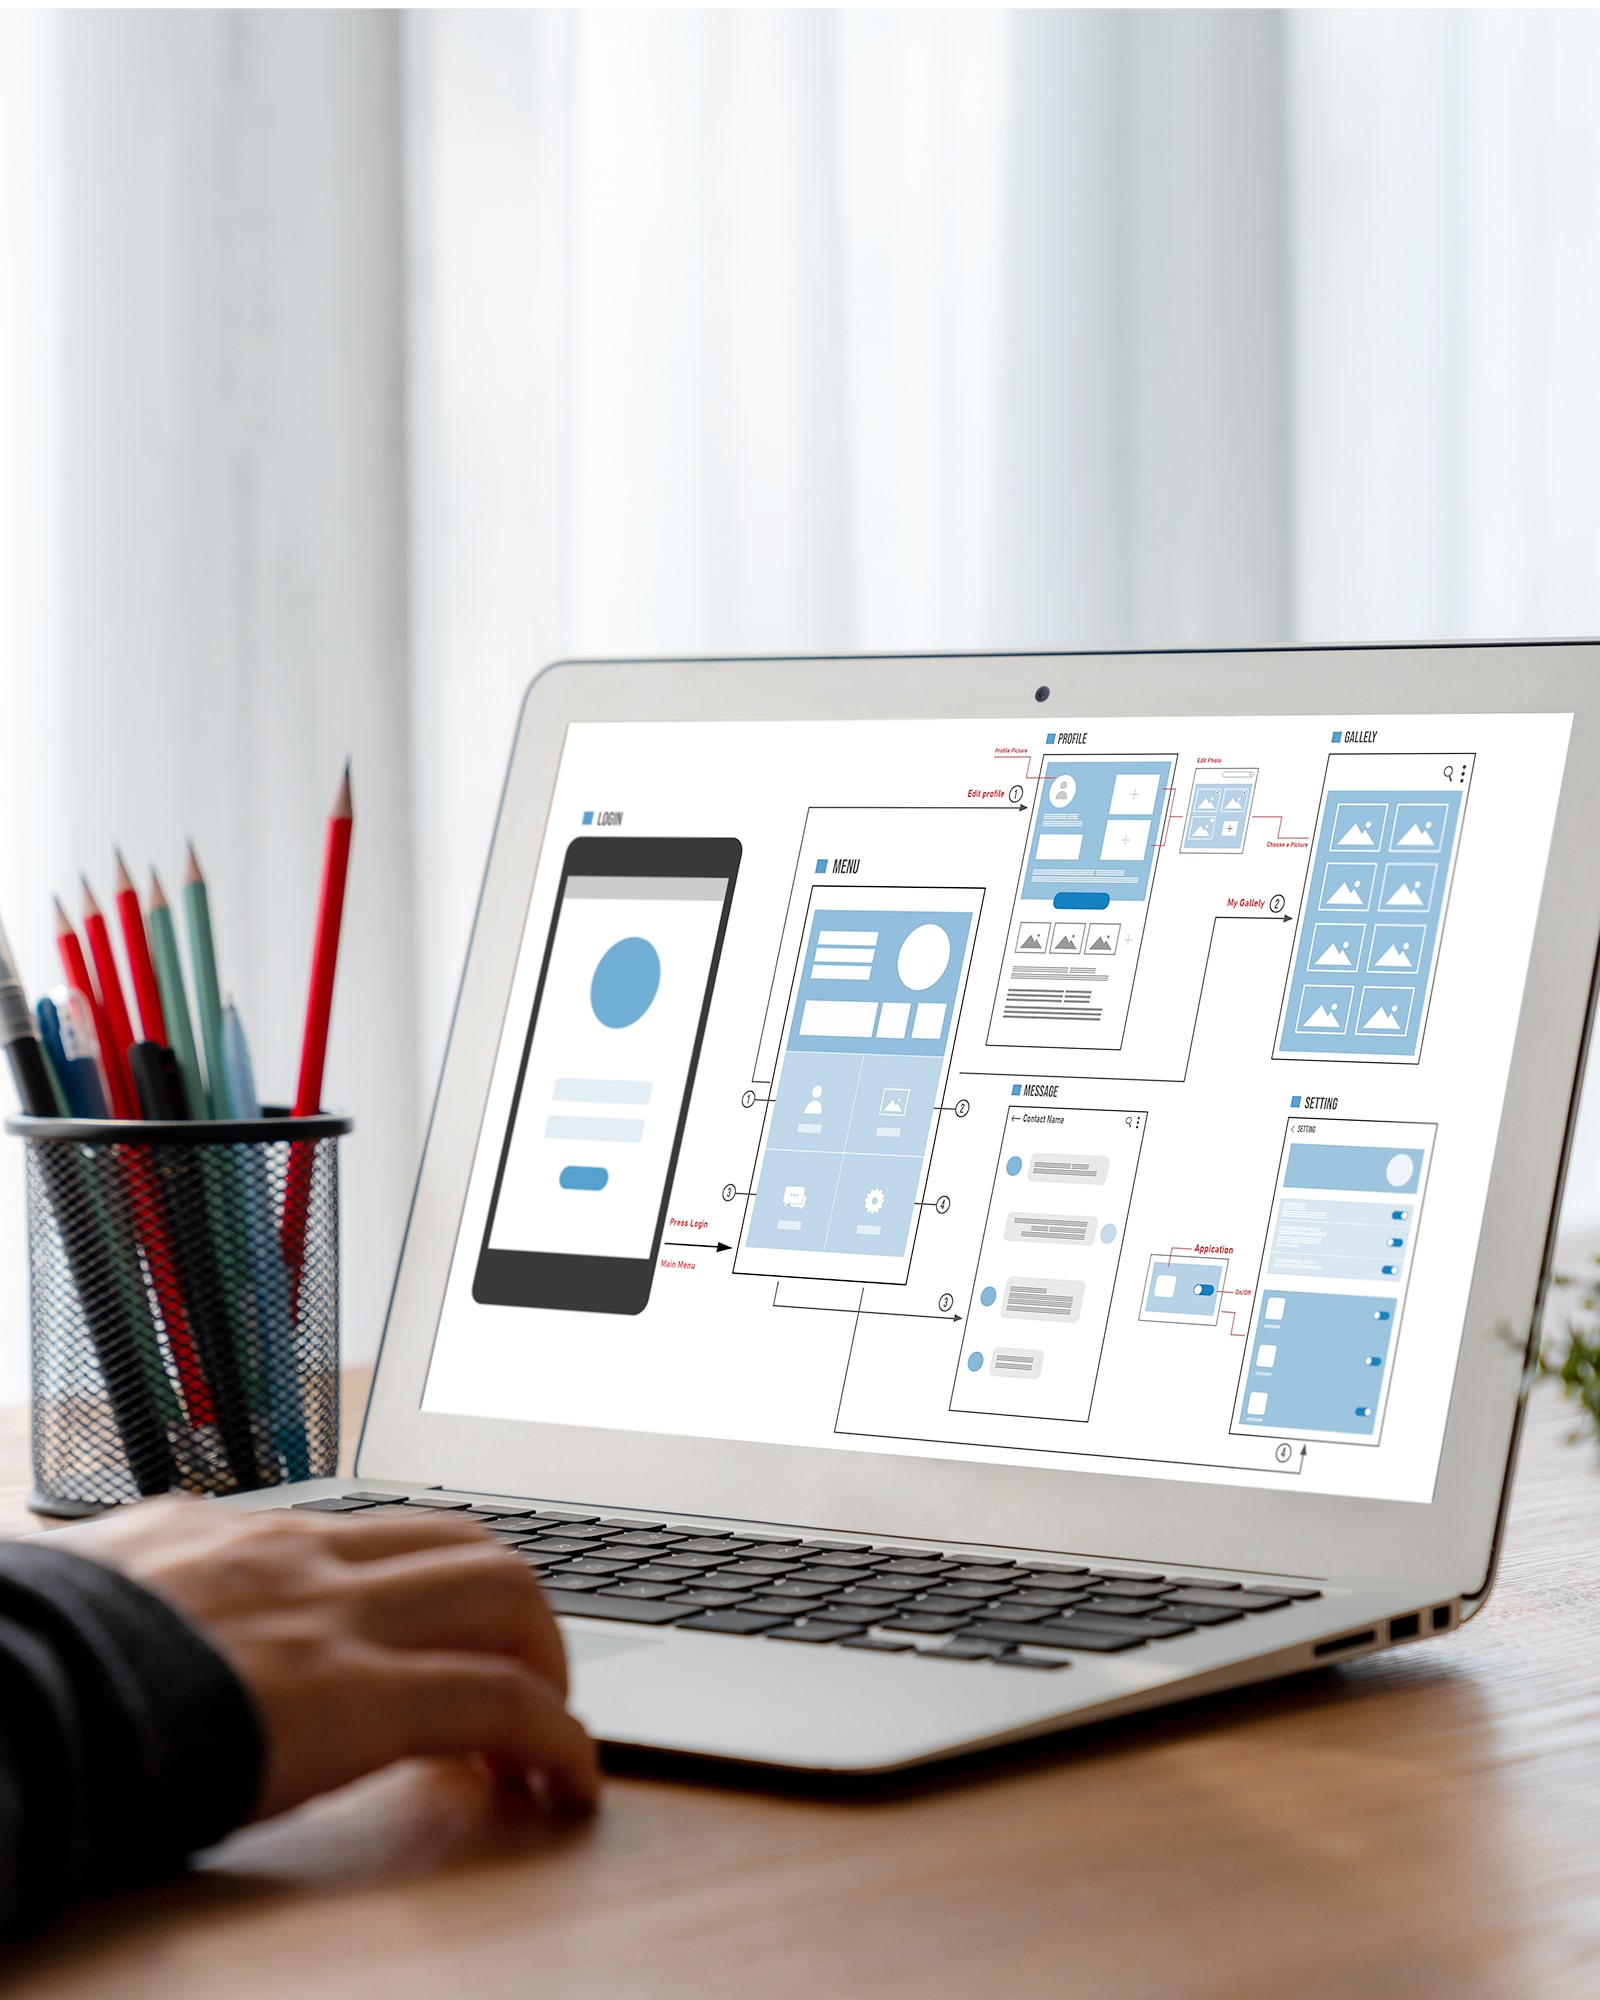 LOGIN
Press Login
Main Menu
MENU
1
2
3
4
Profile Picture
Edit profile 1
PROFILE
Edit Photo
Choose a Picture
My Gallely 2
GALLELY
3
MESSAGE
Contact Name
Appication
On/Off
SETTING
SETTING
4